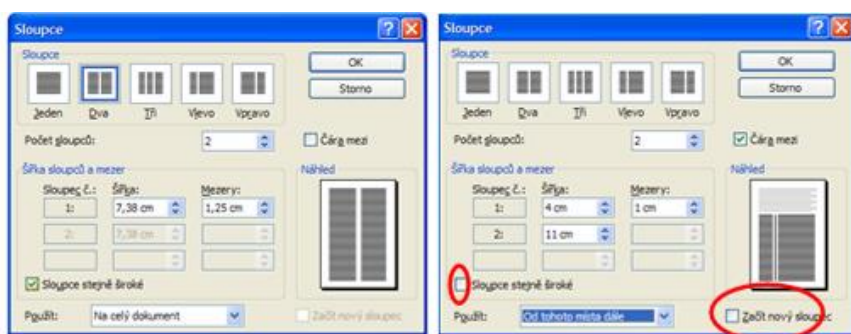 Sloupce
Sloupce
Jeden Dva Tři Vlevo Vpravo
OK
Storno
Počet sloupců: 2
Čára mezi
Šířka sloupců a mezer
Sloupec č.: Šířka: Mezery:
1: 7,38 cm 1,25 cm
2: 7,38 cm
Sloupce stejně široké
Náhled
Použít: Na celý dokument
Začít nový sloupec
Sloupce
Sloupce
Jeden Dva Tři Vlevo Vpravo
OK
Storno
Počet sloupců: 2
Čára mezi
Šířka sloupců a mezer
Sloupec č.: Šířka: Mezery:
1: 4 cm 1 cm
2: 11 cm
Sloupce stejně široké
Náhled
Použít: Od tohoto místa dále
Začít nový sloupec